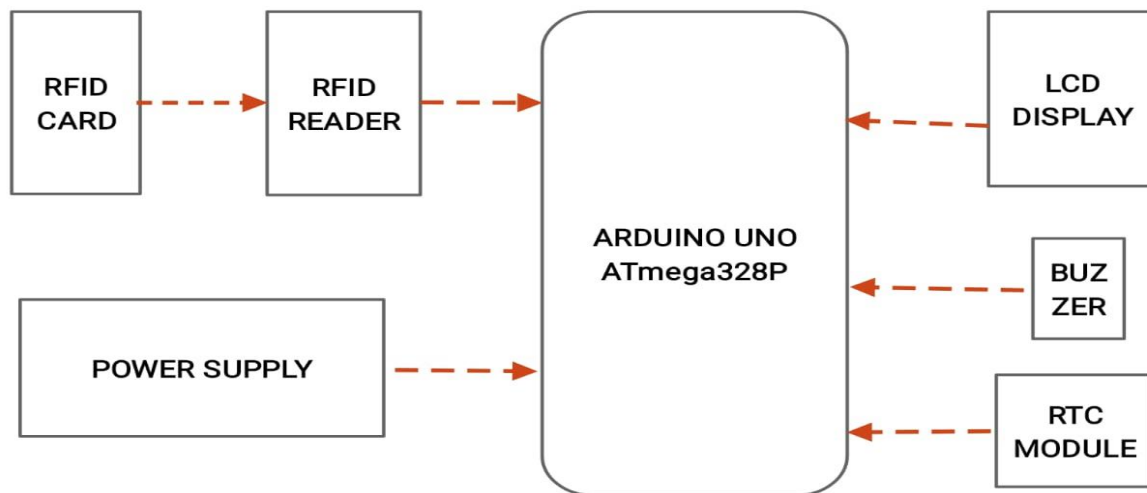 RFID
CARD
RFID
READER
ARDUINO UNO
ATmega328P
LCD
DISPLAY
BUZ
ZER
POWER SUPPLY
RTC
MODULE